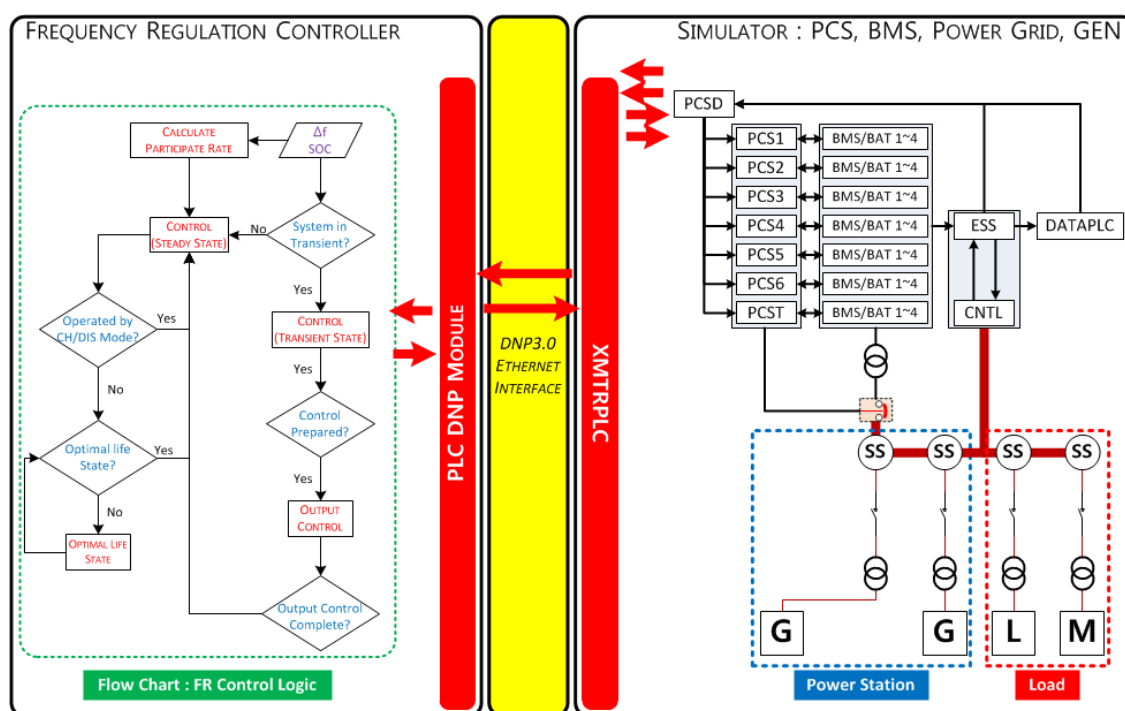 FREQUENCY REGULATION CONTROLLER
CALCULATE
PARTICIPATE RATE
Δf
SOC
CONTROL
(STEADY STATE)
No
System in
Transient?
Yes
Operated by
CH/DIS Mode?
Yes
CONTROL
(TRANSIENT STATE)
No
Yes
Control
Prepared?
Optimal life
State?
Yes
Yes
No
OUTPUT
CONTROL
OPTIMAL LIFE
STATE
Output Control
Complete?
Flow Chart : FR Control Logic
PLC DNP MODULE
DNP3.0
ETHERNET
INTERFACE
XMTRPLC
SIMULATOR : PCS, BMS, POWER GRID, GEN
PCSD
PCS1
BMS/BAT 1~4
PCS2
BMS/BAT 1~4
PCS3
BMS/BAT 1~4
PCS4
BMS/BAT 1~4
PCS5
BMS/BAT 1~4
PCS6
BMS/BAT 1~4
PCST
BMS/BAT 1~4
ESS
DATAPLC
CNTL
SS
SS
SS
SS
G
G
L
M
Power Station
Load